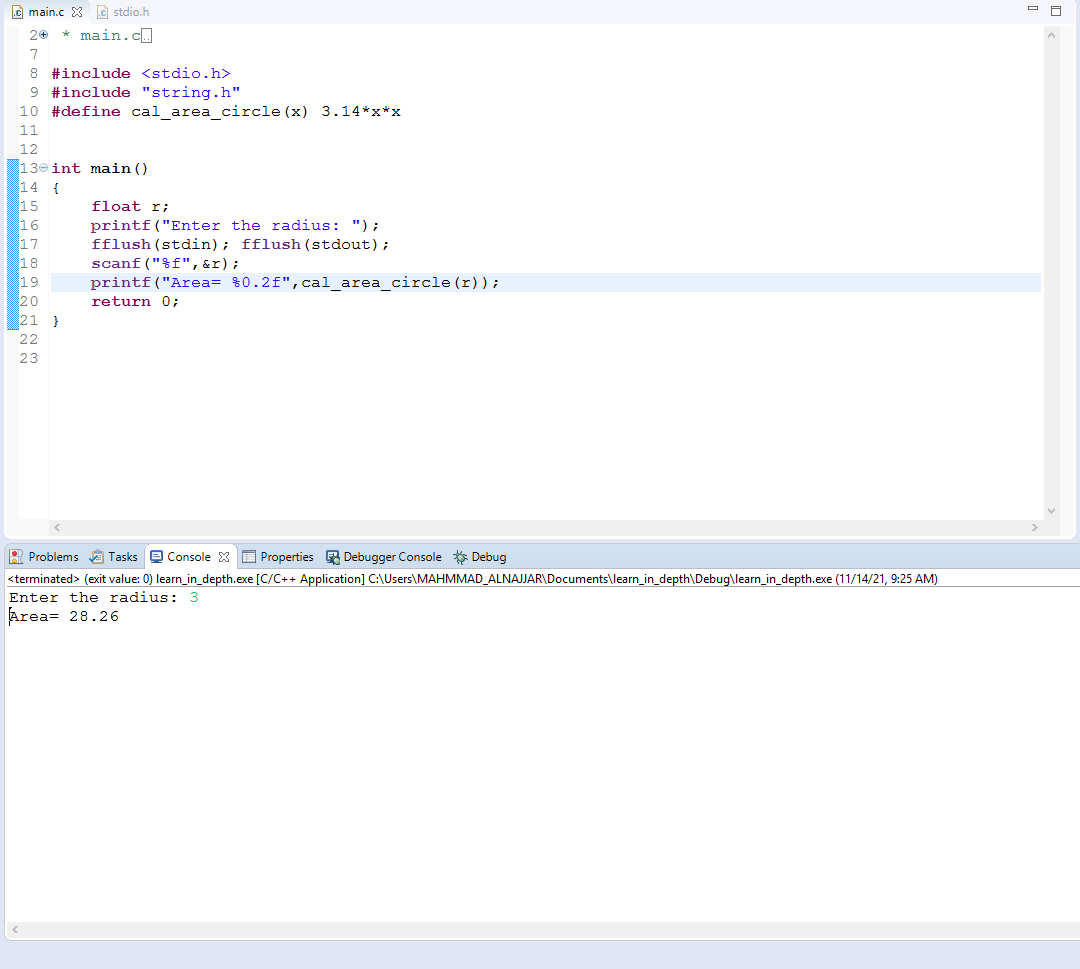 main.c stdio.h
2 * main.c
7
8 #include <stdio.h>
9 #include "string.h"
10 #define cal_area_circle(x) 3.14*x*x
11
12
13 int main()
14 {
15     float r;
16     printf("Enter the radius: ");
17     fflush(stdin); fflush(stdout);
18     scanf("%f",&r);
19     printf("Area= %0.2f",cal_area_circle(r));
20     return 0;
21 }
22
23
Problems Tasks Console Properties Debugger Console Debug
<terminated> (exit value: 0) learn_in_depth.exe [C/C++ Application] C:\Users\MAHMMAD_ALNAJJAR\Documents\learn_in_depth\Debug\learn_in_depth.exe (11/14/21, 9:25 AM)
Enter the radius: 3
Area= 28.26